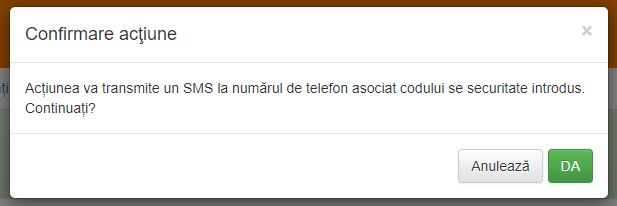 Confirmare acţiune
×
Acțiunea va transmite un SMS la numărul de telefon asociat codului se securitate introdus.
Continuați?
Anulează
DA